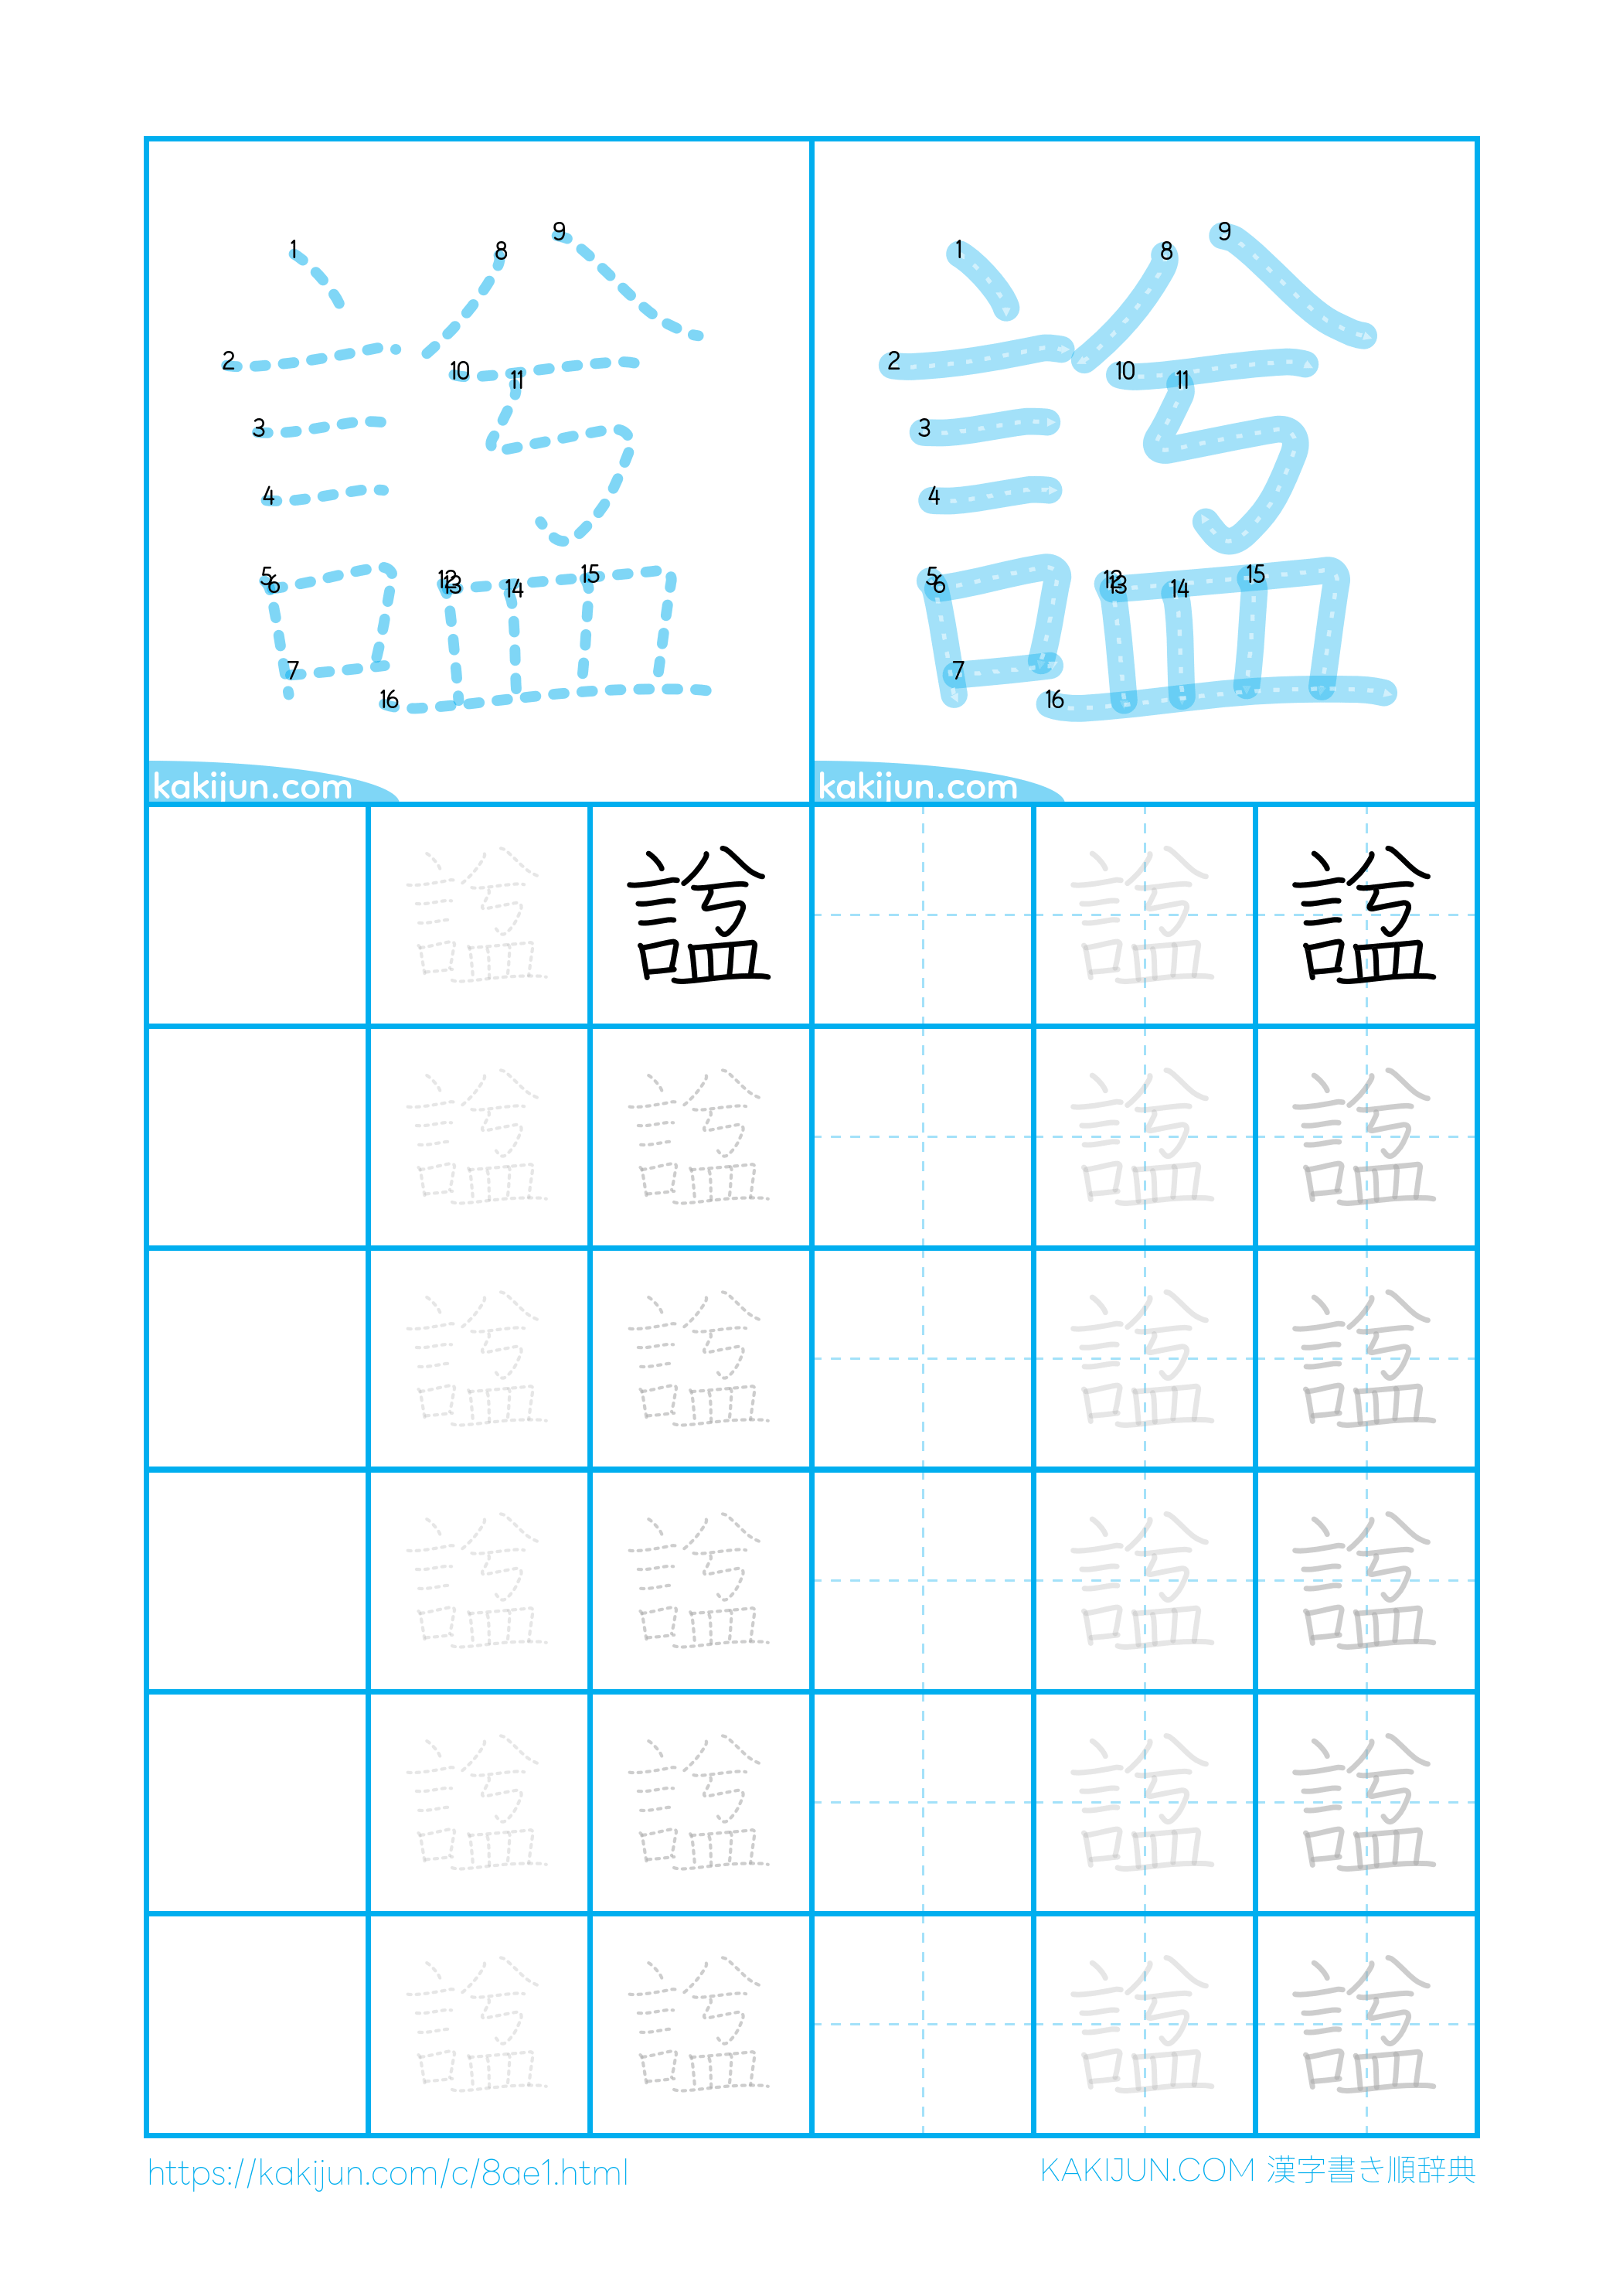 9 9
1 8 1 8
2 10 11 2 10 11
3 3
4 4
5 6 12 13 14 15 5 6 12 13 14 15
7 7
16 16
kakijun.com kakijun.com
諡 諡 諡 諡
諡 諡 諡 諡
諡 諡 諡 諡
諡 諡 諡 諡
諡 諡 諡 諡
諡 諡 諡 諡
https://kakijun.com/c/8ae1.html KAKIJUN.COM 漢字書き順辞典